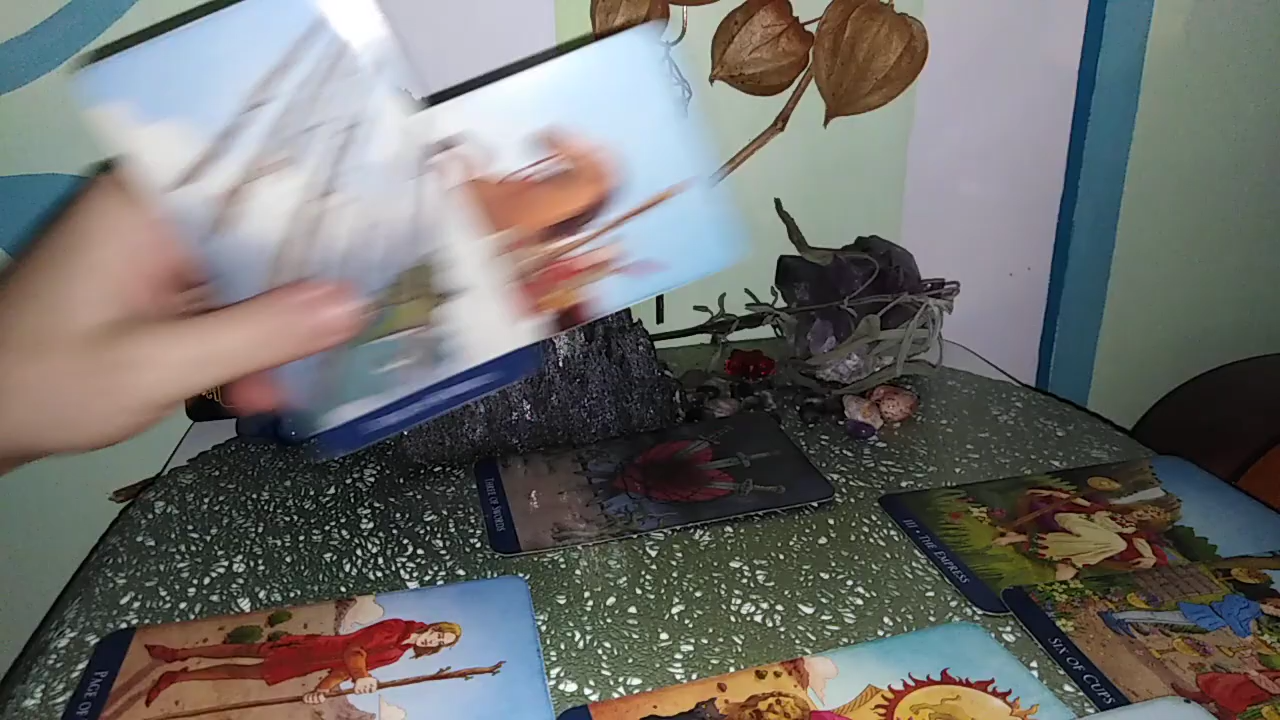 THREE OF SWORDS
III • THE EMPRESS
SIX OF CUPS
PAGE OF